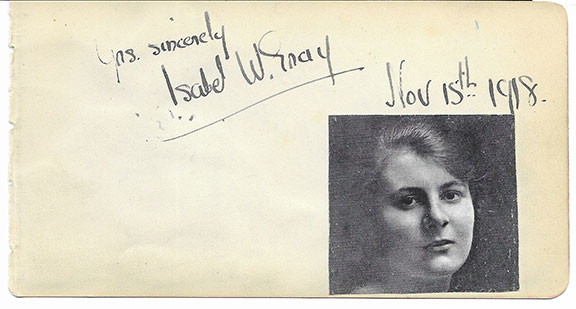 Yrs. sincerely
Isabel W. Gray
Nov 15th 1918.